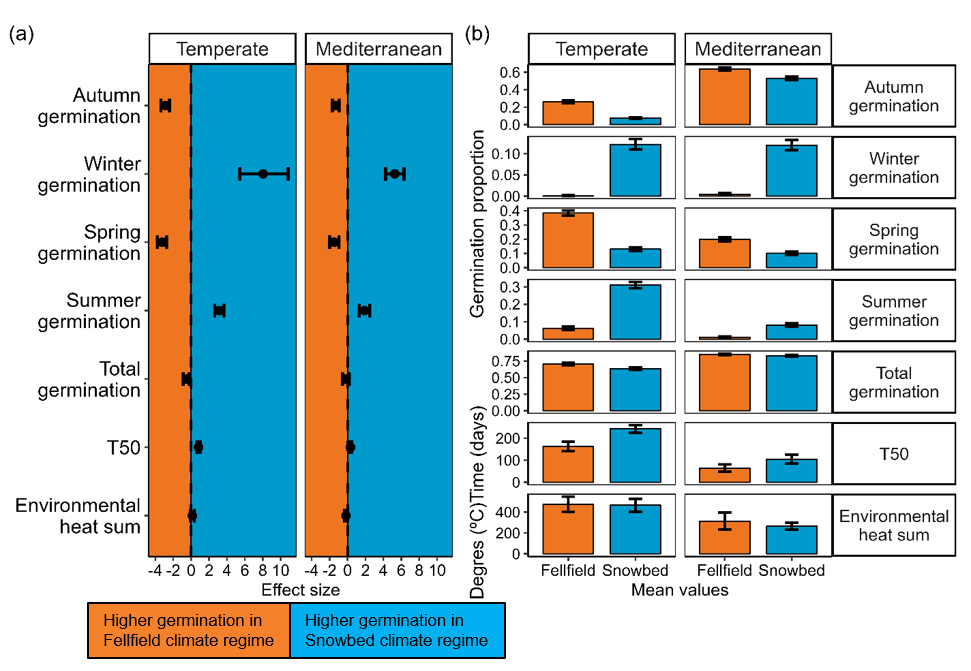 (a)
Temperate
Mediterranean
Autumn
germination
Winter
germination
Spring
germination
Summer
germination
Total
germination
T50
Environmental
heat sum
-4 -2 0 2 4 6 8 10
-4 -2 0 2 4 6 8 10
Effect size
Higher germination in
Fellfield climate regime
Higher germination in
Snowbed climate regime
(b)
Temperate
Mediterranean
Germination proportion
Time (days)
Degres (ºC)
0.6
0.4
0.2
0.0
Autumn
germination
0.10
0.05
0.00
Winter
germination
0.4
0.3
0.2
0.1
0.0
Spring
germination
0.3
0.2
0.1
0.0
Summer
germination
0.75
0.50
0.25
0.00
Total
germination
200
100
0
T50
400
200
0
Environmental
heat sum
Fellfield Snowbed
Fellfield Snowbed
Mean values